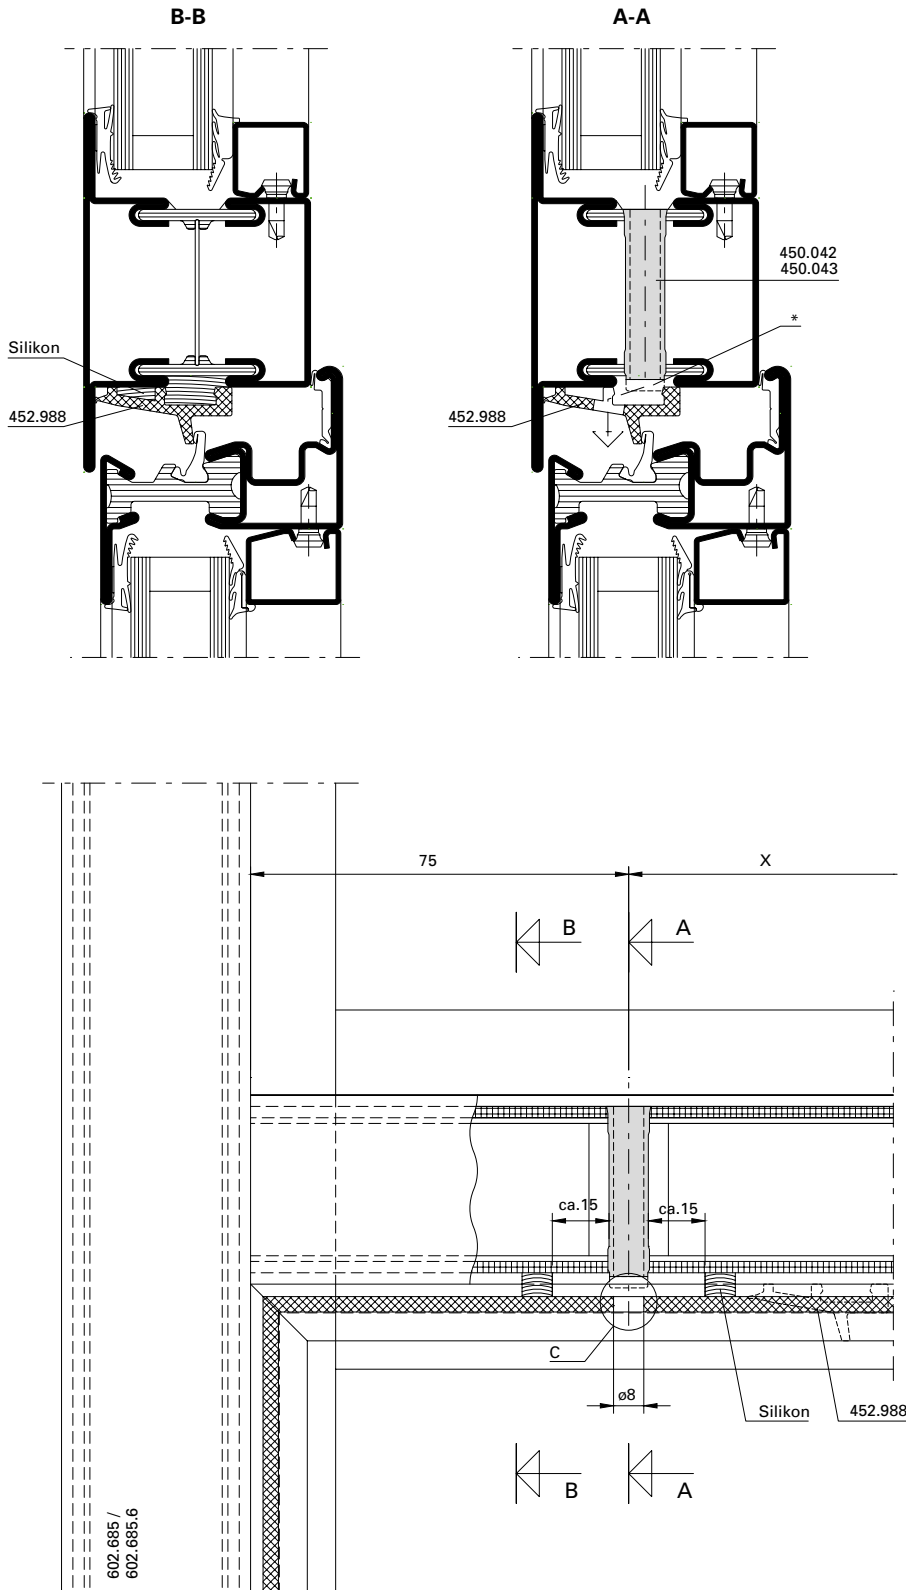 B-B
A-A
450.042
450.043
*
Silikon
452.988
452.988
75
X
B
A
ca.15
ca.15
C
ø8
Silikon
452.988
B
A
602.685 /
602.685.6